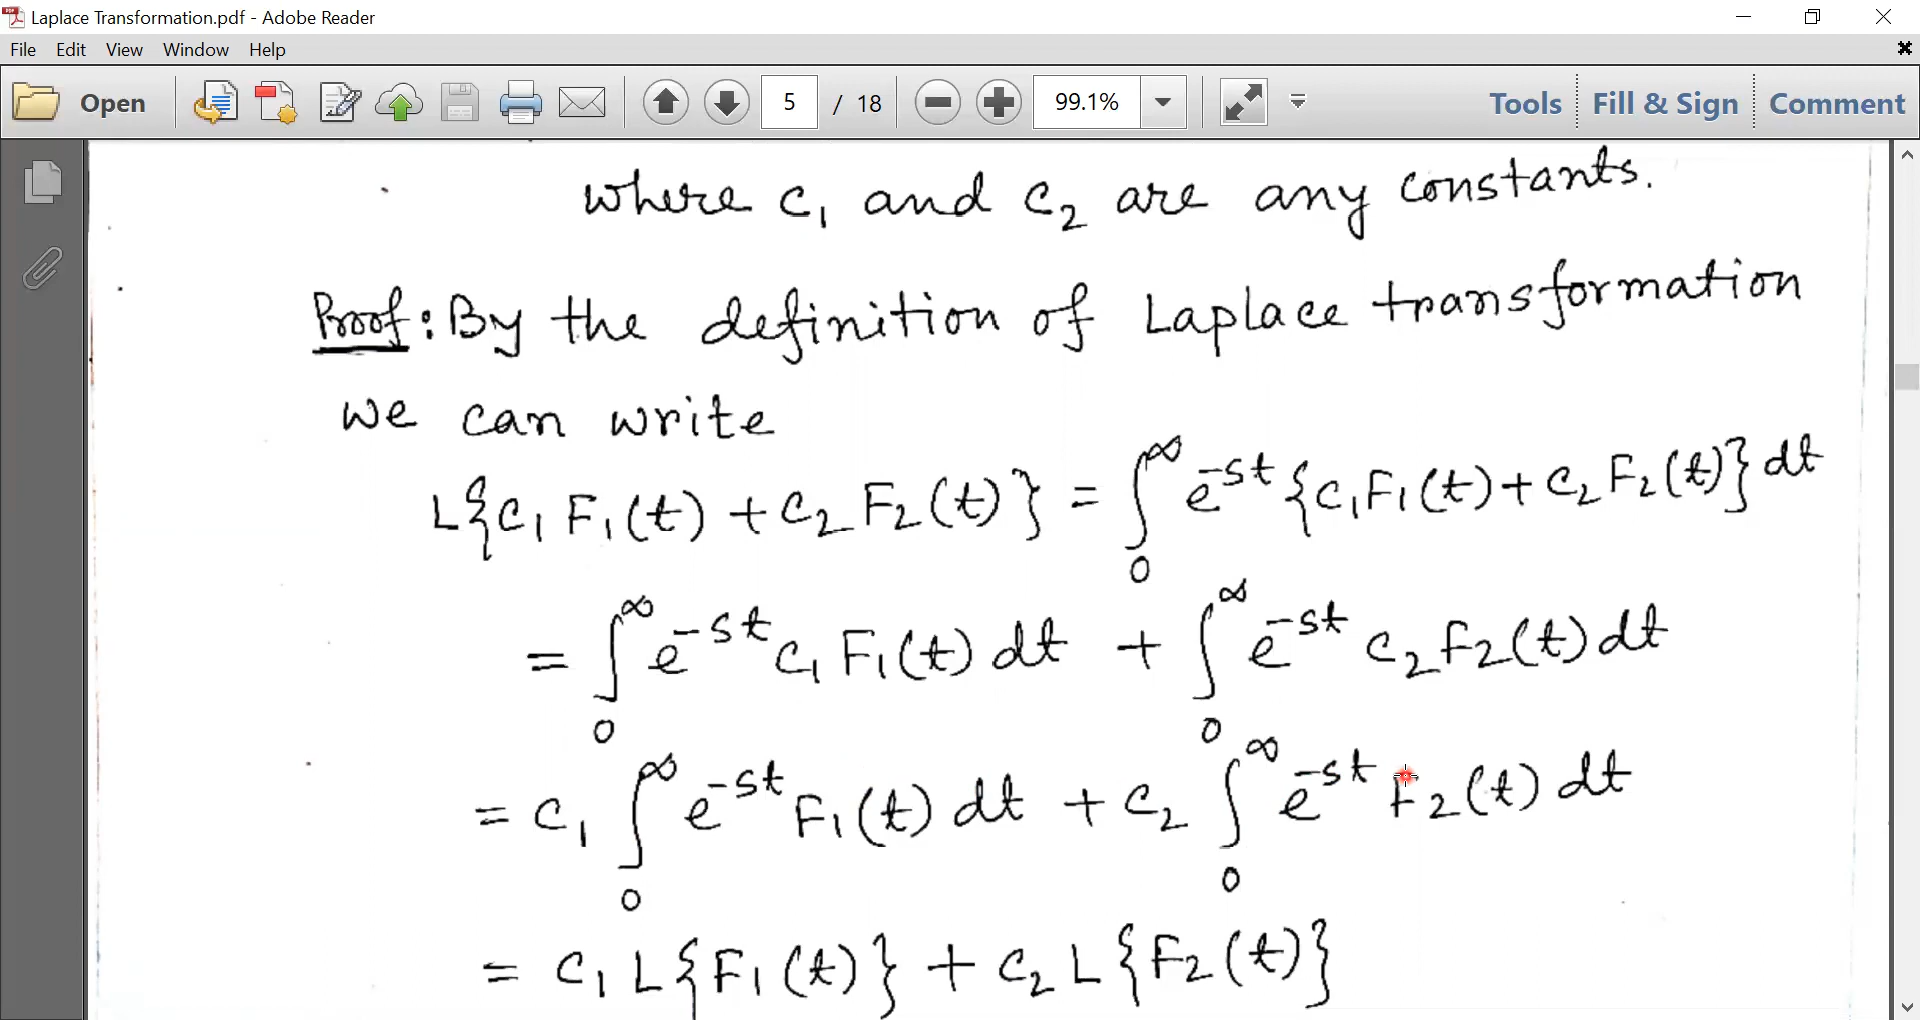 Laplace Transformation.pdf - Adobe Reader
File Edit View Window Help
Open 5 / 18 99.1% Tools Fill & Sign Comment
where c₁ and c₂ are any constants.
Proof: By the definition of Laplace transformation
we can write
L{c₁ F₁(t) + c₂ F₂(t)} = ∫₀^∞ e^{-st} {c₁F₁(t) + c₂F₂(t)} dt
= ∫₀^∞ e^{-st} c₁ F₁(t) dt + ∫₀^∞ e^{-st} c₂F₂(t) dt
= c₁ ∫₀^∞ e^{-st} F₁(t) dt + c₂ ∫₀^∞ e^{-st} F₂(t) dt
= c₁ L{F₁(t)} + c₂ L{F₂(t)}